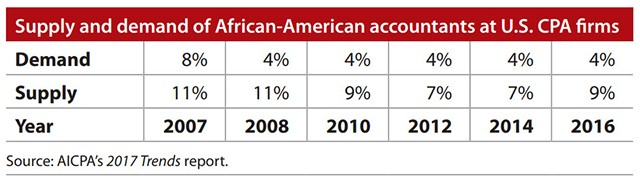 Supply and demand of African-American accountants at U.S. CPA firms
Demand 8% 4% 4% 4% 4% 4%
Supply 11% 11% 9% 7% 7% 9%
Year 2007 2008 2010 2012 2014 2016
Source: AICPA's 2017 Trends report.